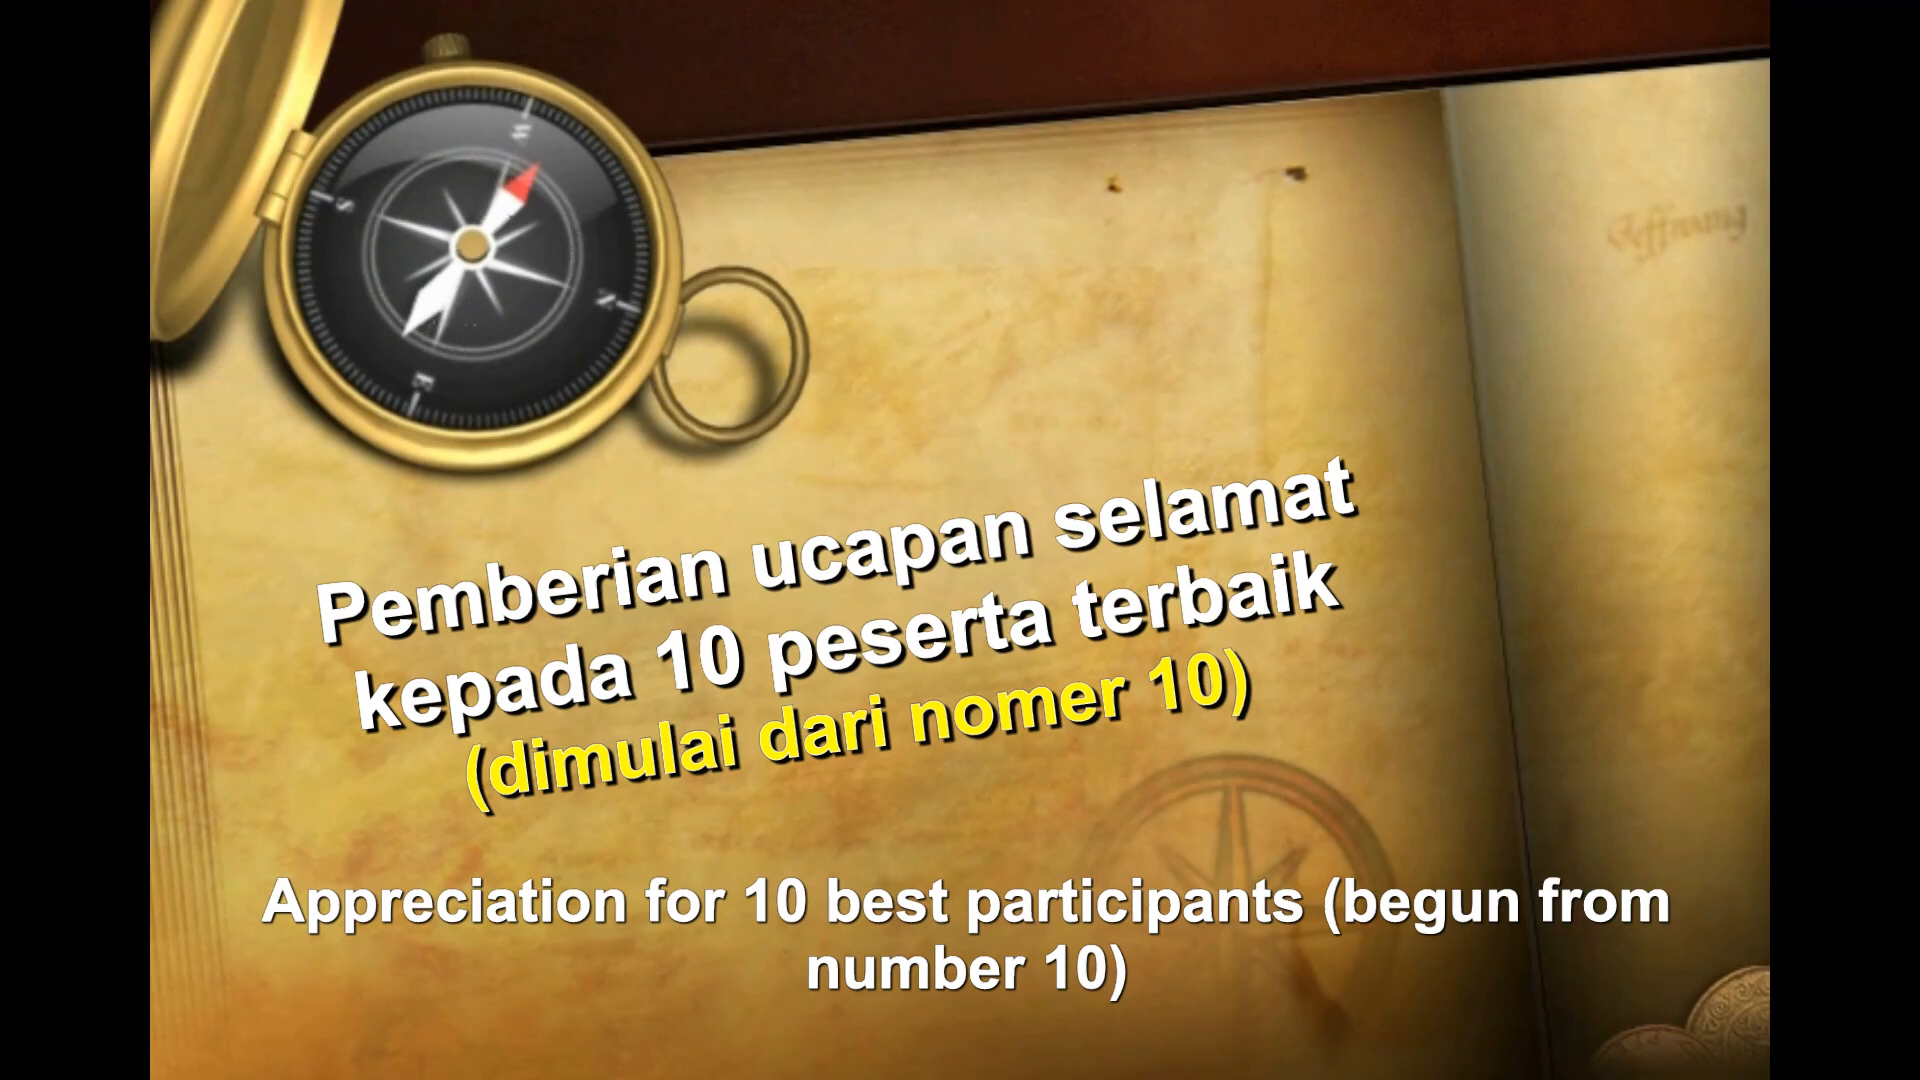 W
S
N
E
Pemberian ucapan selamat
kepada 10 peserta terbaik
(dimulai dari nomer 10)
Appreciation for 10 best participants (begun from
number 10)